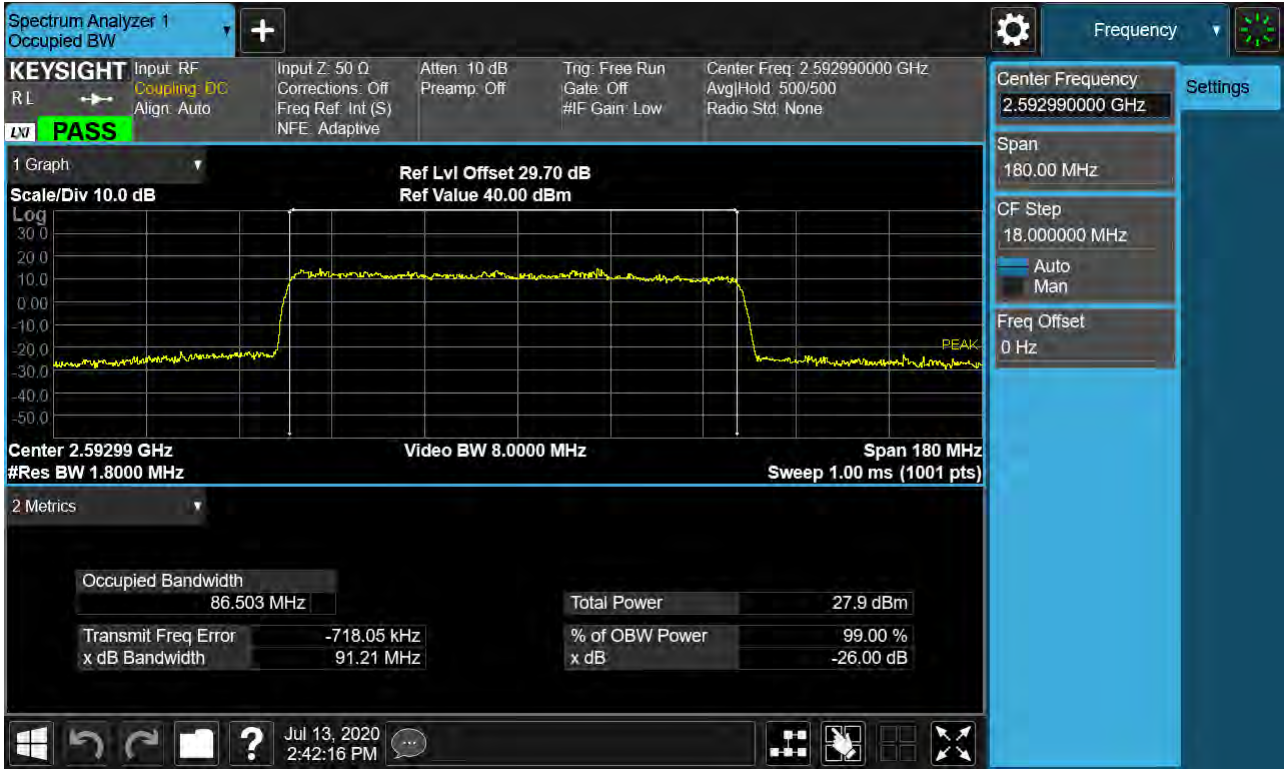 Spectrum Analyzer 1
Occupied BW
Frequency
KEYSIGHT
R L
LXI
PASS
Input: RF
Coupling: DC
Align: Auto
Input Z: 50 Ω
Corrections: Off
Freq Ref: Int (S)
NFE: Adaptive
Atten: 10 dB
Preamp: Off
Trig: Free Run
Gate: Off
#IF Gain: Low
Center Freq: 2.592990000 GHz
Avg|Hold: 500/500
Radio Std: None
Center Frequency
2.592990000 GHz
Settings
Span
180.00 MHz
CF Step
18.000000 MHz
Auto
Man
Freq Offset
0 Hz
1 Graph
Scale/Div 10.0 dB
Ref Lvl Offset 29.70 dB
Ref Value 40.00 dBm
Log
30.0
20.0
10.0
0.00
-10.0
-20.0
-30.0
-40.0
-50.0
PEAK
Center 2.59299 GHz
Video BW 8.0000 MHz
Span 180 MHz
#Res BW 1.8000 MHz
Sweep 1.00 ms (1001 pts)
2 Metrics
Occupied Bandwidth
86.503 MHz
Total Power 27.9 dBm
Transmit Freq Error -718.05 kHz
% of OBW Power 99.00 %
x dB Bandwidth 91.21 MHz
x dB -26.00 dB
?
Jul 13, 2020
2:42:16 PM